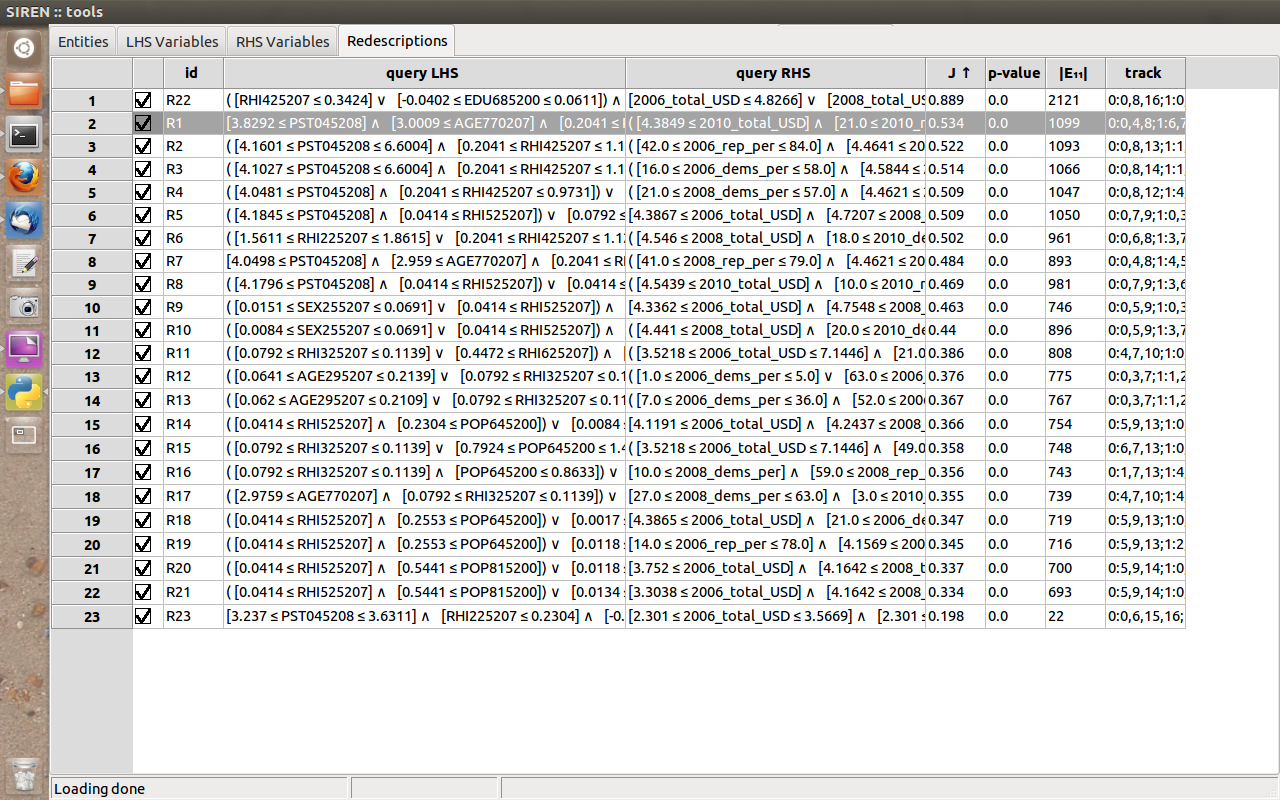 SIREN :: tools
Entities LHS Variables RHS Variables Redescriptions
id query LHS query RHS J ↑ p-value |E₁₁| track
1 R22 ( [RHI425207 ≤ 0.3424] ∨ [-0.0402 ≤ EDU685200 ≤ 0.0611]) ∧ [2006_total_USD ≤ 4.8266] ∨ [2008_total_US 0.889 0.0 2121 0:0,8,16;1:0
2 R1 [3.8292 ≤ PST045208] ∧ [3.0009 ≤ AGE770207] ∧ [0.2041 ≤ ( [4.3849 ≤ 2010_total_USD] ∧ [21.0 ≤ 2010_r 0.534 0.0 1099 0:0,4,8;1:6,7
3 R2 ( [4.1601 ≤ PST045208 ≤ 6.6004] ∧ [0.2041 ≤ RHI425207 ≤ 1.1 ( [42.0 ≤ 2006_rep_per ≤ 84.0] ∧ [4.4641 ≤ 20 0.522 0.0 1093 0:0,8,13;1:1,
4 R3 ( [4.1027 ≤ PST045208 ≤ 6.6004] ∧ [0.2041 ≤ RHI425207 ≤ 1.1 ( [16.0 ≤ 2006_dems_per ≤ 58.0] ∧ [4.5844 ≤ 2 0.514 0.0 1066 0:0,8,14;1:1,
5 R4 ( [4.0481 ≤ PST045208] ∧ [0.2041 ≤ RHI425207 ≤ 0.9731] ) ∨ ( [21.0 ≤ 2008_dems_per ≤ 57.0] ∧ [4.4621 ≤ 2 0.509 0.0 1047 0:0,8,12;1:4,
6 R5 ( [4.1845 ≤ PST045208] ∧ [0.0414 ≤ RHI525207]) ∨ [0.0792 ≤ [4.3867 ≤ 2006_total_USD] ∧ [4.7207 ≤ 2008_ 0.509 0.0 1050 0:0,7,9;1:0,3
7 R6 ( [1.5611 ≤ RHI225207 ≤ 1.8615] ∨ [0.2041 ≤ RHI425207 ≤ 1.1 ( [4.546 ≤ 2008_total_USD] ∧ [18.0 ≤ 2010_de 0.502 0.0 961 0:0,6,8;1:3,7
8 R7 [4.0498 ≤ PST045208] ∧ [2.959 ≤ AGE770207] ∧ [0.2041 ≤ R ( [41.0 ≤ 2008_rep_per ≤ 79.0] ∧ [4.4621 ≤ 20 0.484 0.0 893 0:0,4,8;1:4,5
9 R8 ( [4.1796 ≤ PST045208] ∧ [0.0414 ≤ RHI525207]) ∨ [0.0414 ≤ ( [4.5439 ≤ 2010_total_USD] ∧ [10.0 ≤ 2010_r 0.469 0.0 981 0:0,7,9;1:3,6
10 R9 ( [0.0151 ≤ SEX255207 ≤ 0.0691] ∨ [0.0414 ≤ RHI525207]) ∧ ( [4.3362 ≤ 2006_total_USD] ∧ [4.7548 ≤ 2008_ 0.463 0.0 746 0:0,5,9;1:0,3
11 R10 ( [0.0084 ≤ SEX255207 ≤ 0.0691] ∨ [0.0414 ≤ RHI525207]) ∧ ( [4.441 ≤ 2008_total_USD] ∧ [20.0 ≤ 2010_de 0.44 0.0 896 0:0,5,9;1:3,7
12 R11 ( [0.0792 ≤ RHI325207 ≤ 0.1139] ∨ [0.4472 ≤ RHI625207]) ∧ ( [3.5218 ≤ 2006_total_USD ≤ 7.1446] ∧ [21.0 0.386 0.0 808 0:4,7,10;1:0
13 R12 ( [0.0641 ≤ AGE295207 ≤ 0.2139] ∨ [0.0792 ≤ RHI325207 ≤ 0.1 ( [1.0 ≤ 2006_dems_per ≤ 5.0] ∨ [63.0 ≤ 2006_ 0.376 0.0 775 0:0,3,7;1:1,2
14 R13 ( [0.062 ≤ AGE295207 ≤ 0.2109] ∨ [0.0792 ≤ RHI325207 ≤ 0.11 ( [7.0 ≤ 2006_dems_per ≤ 36.0] ∧ [52.0 ≤ 200 0.367 0.0 767 0:0,3,7;1:1,2
15 R14 ( [0.0414 ≤ RHI525207] ∧ [0.2304 ≤ POP645200]) ∨ [0.0084 [4.1191 ≤ 2006_total_USD] ∧ [4.2437 ≤ 2008_ 0.366 0.0 754 0:5,9,13;1:0
16 R15 ( [0.0792 ≤ RHI325207 ≤ 0.1139] ∨ [0.7924 ≤ POP645200 ≤ 1.4 ( [3.5218 ≤ 2006_total_USD ≤ 7.1446] ∧ [49.0 0.358 0.0 748 0:6,7,13;1:0
17 R16 ( [0.0792 ≤ RHI325207 ≤ 0.1139] ∧ [POP645200 ≤ 0.8633]) ∨ [10.0 ≤ 2008_dems_per] ∧ [59.0 ≤ 2008_rep_ 0.356 0.0 743 0:1,7,13;1:4
18 R17 ( [2.9759 ≤ AGE770207] ∧ [0.0792 ≤ RHI325207 ≤ 0.1139]) ∨ [27.0 ≤ 2008_dems_per ≤ 63.0] ∧ [3.0 ≤ 2010_ 0.355 0.0 739 0:4,7,10;1:4
19 R18 ( [0.0414 ≤ RHI525207] ∧ [0.2553 ≤ POP645200]) ∨ [0.0017 ≤ [4.3865 ≤ 2006_total_USD] ∧ [21.0 ≤ 2006_de 0.347 0.0 719 0:5,9,13;1:0
20 R19 ( [0.0414 ≤ RHI525207] ∧ [0.2553 ≤ POP645200]) ∨ [0.0118 [14.0 ≤ 2006_rep_per ≤ 78.0] ∧ [4.1569 ≤ 200 0.345 0.0 716 0:5,9,13;1:2
21 R20 ( [0.0414 ≤ RHI525207] ∧ [0.5441 ≤ POP815200]) ∨ [0.0118 [3.752 ≤ 2006_total_USD] ∧ [4.1642 ≤ 2008_t 0.337 0.0 700 0:5,9,14;1:0
22 R21 ( [0.0414 ≤ RHI525207] ∧ [0.5441 ≤ POP815200]) ∨ [0.0134 [3.3038 ≤ 2006_total_USD] ∧ [4.1642 ≤ 2008_ 0.334 0.0 693 0:5,9,14;1:0
23 R23 [3.237 ≤ PST045208 ≤ 3.6311] ∧ [RHI225207 ≤ 0.2304] ∧ [-0. [2.301 ≤ 2006_total_USD ≤ 3.5669] ∧ [2.301 ≤ 0.198 0.0 22 0:0,6,15,16;
Loading done